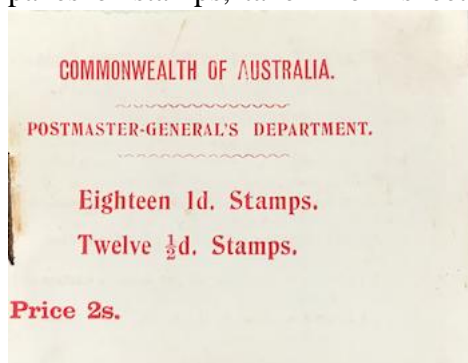 COMMONWEALTH OF AUSTRALIA.
POSTMASTER-GENERAL'S DEPARTMENT.
Eighteen 1d. Stamps.
Twelve ½d. Stamps.
Price 2s.